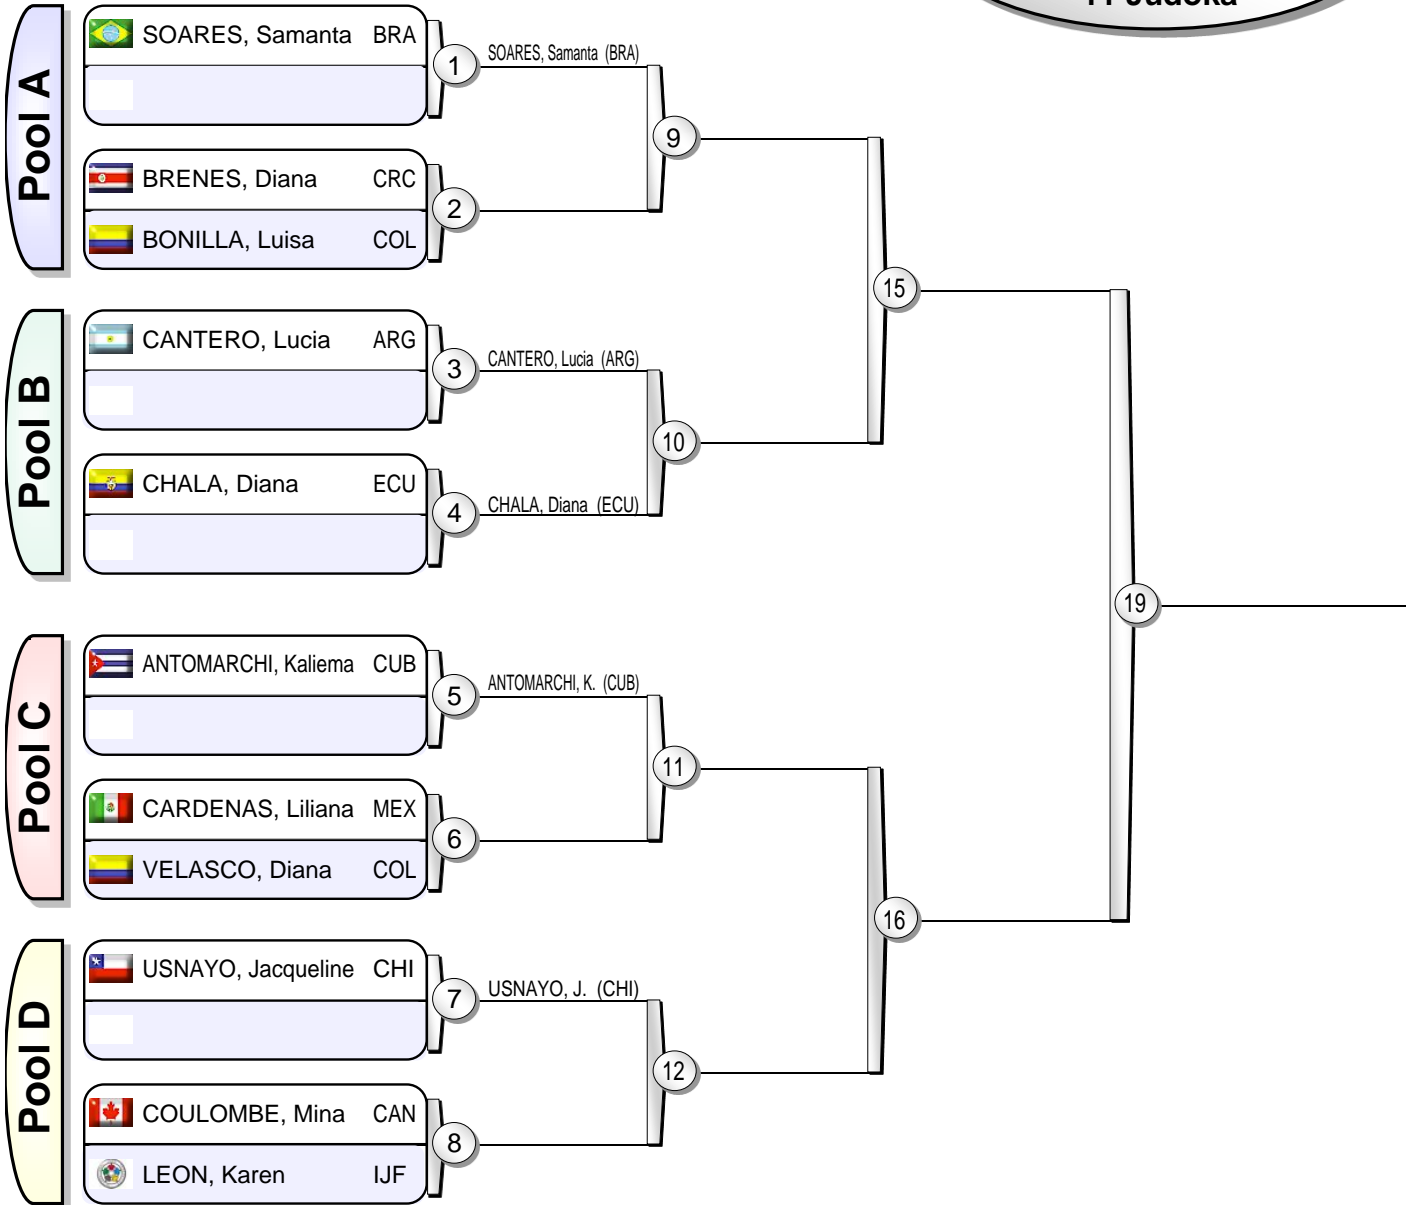 11 Judoka
Pool A
SOARES, Samanta BRA
1
SOARES, Samanta (BRA)
9
BRENES, Diana CRC
2
BONILLA, Luisa COL
15
Pool B
CANTERO, Lucia ARG
3
CANTERO, Lucia (ARG)
10
CHALA, Diana ECU
4
CHALA, Diana (ECU)
19
Pool C
ANTOMARCHI, Kaliema CUB
5
ANTOMARCHI, K. (CUB)
11
CARDENAS, Liliana MEX
6
VELASCO, Diana COL
16
Pool D
USNAYO, Jacqueline CHI
7
USNAYO, J. (CHI)
12
COULOMBE, Mina CAN
8
LEON, Karen IJF